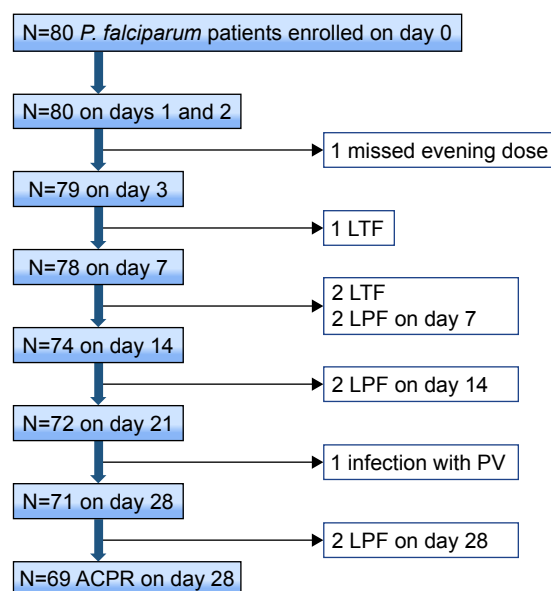 N=80 P. falciparum patients enrolled on day 0
N=80 on days 1 and 2
1 missed evening dose
N=79 on day 3
1 LTF
N=78 on day 7
2 LTF
2 LPF on day 7
N=74 on day 14
2 LPF on day 14
N=72 on day 21
1 infection with PV
N=71 on day 28
2 LPF on day 28
N=69 ACPR on day 28